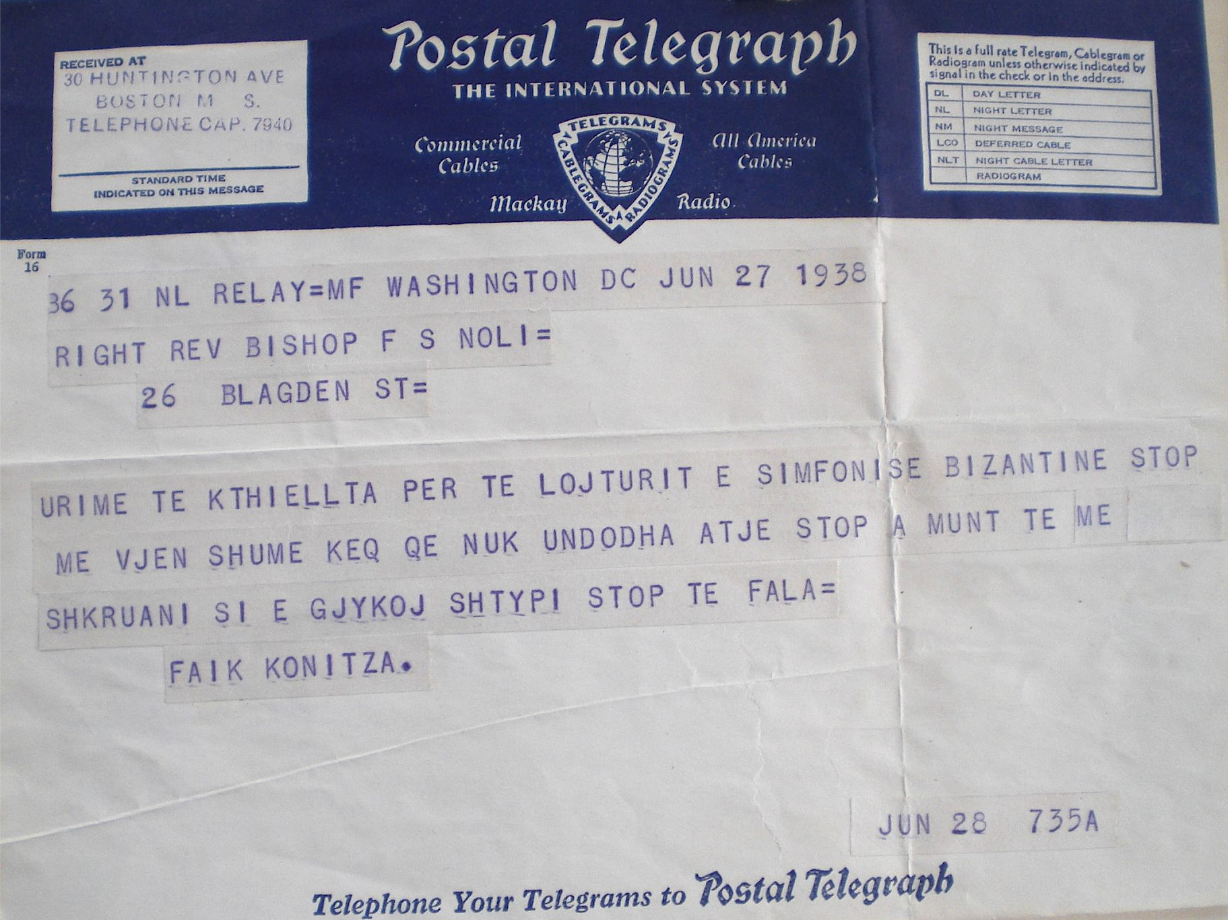 Postal Telegraph
THE INTERNATIONAL SYSTEM
Commercial Cables
All America Cables
Mackay Radio
TELEGRAMS
CABLEGRAMS
RADIOGRAMS
RECEIVED AT
30 HUNTINGTON AVE
BOSTON M S.
TELEPHONE CAP. 7940
STANDARD TIME
INDICATED ON THIS MESSAGE
This is a full rate Telegram, Cablegram or
Radiogram unless otherwise indicated by
signal in the check or in the address.
DL DAY LETTER
NL NIGHT LETTER
NM NIGHT MESSAGE
LCO DEFERRED CABLE
NLT NIGHT CABLE LETTER
RADIOGRAM
Form
16
36 31 NL RELAY=MF WASHINGTON DC JUN 27 1938
RIGHT REV BISHOP F S NOLI=
26 BLAGDEN ST=
URIME TE KTHIELLTA PER TE LOJTURIT E SIMFONISE BIZANTINE STOP
ME VJEN SHUME KEQ QE NUK UNDODHA ATJE STOP A MUNT TE ME
SHKRUANI SI E GJYKOJ SHTYPI STOP TE FALA=
FAIK KONITZA.
JUN 28 735A
Telephone Your Telegrams to Postal Telegraph